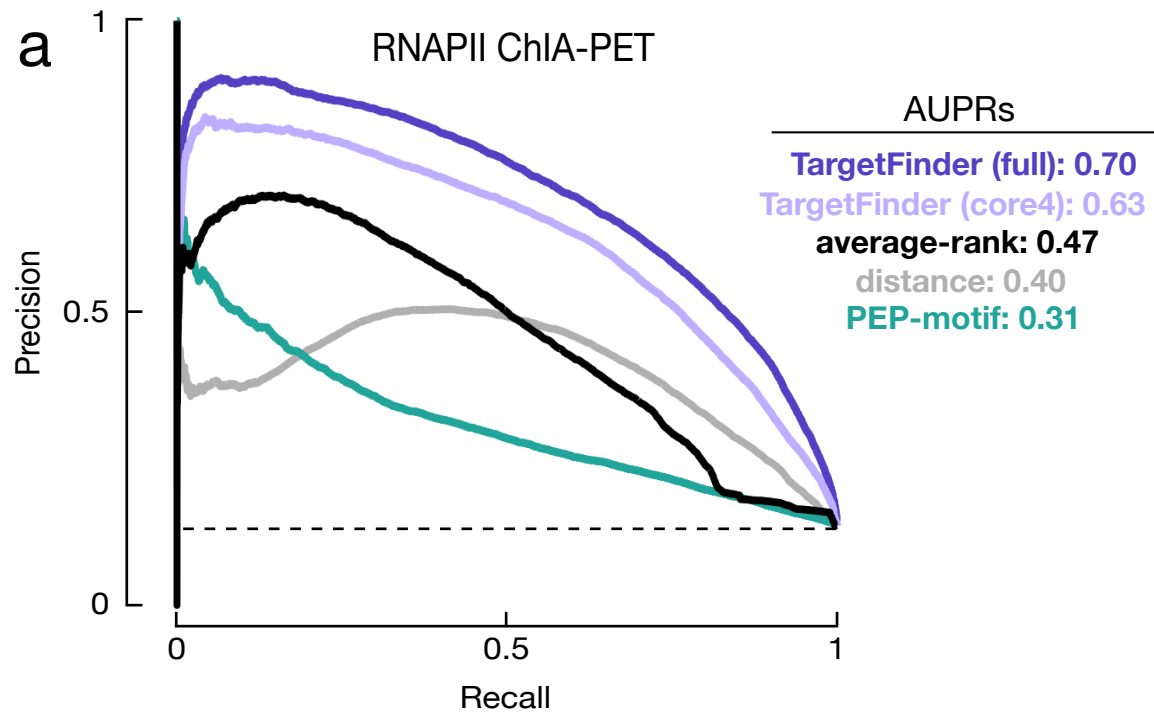 a
RNAPII ChIA-PET
AUPRs
TargetFinder (full): 0.70
TargetFinder (core4): 0.63
average-rank: 0.47
distance: 0.40
PEP-motif: 0.31
Precision
1
0.5
0
0
0.5
1
Recall